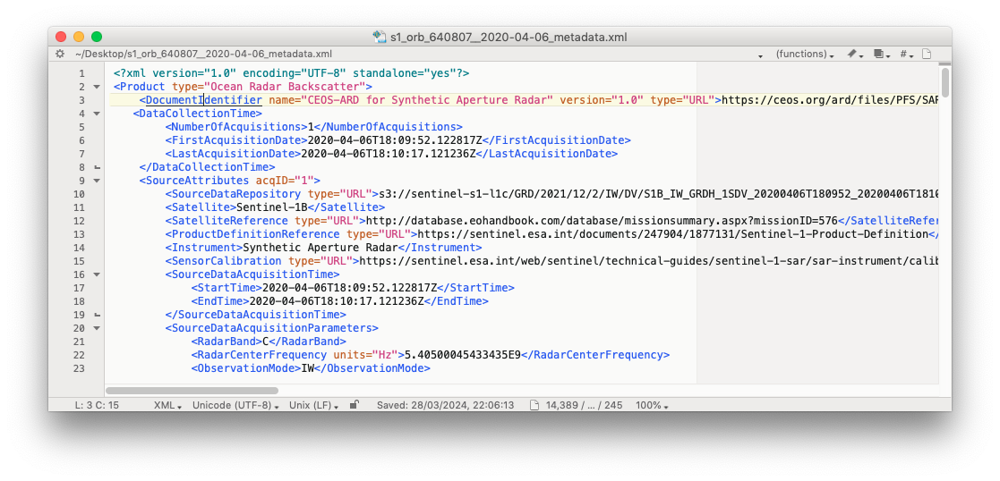 s1_orb_640807__2020-04-06_metadata.xml
~/Desktop/s1_orb_640807__2020-04-06_metadata.xml (functions) #
1 <?xml version="1.0" encoding="UTF-8" standalone="yes"?>
2 <Product type="Ocean Radar Backscatter">
3 <DocumentIdentifier name="CEOS-ARD for Synthetic Aperture Radar" version="1.0" type="URL">https://ceos.org/ard/files/PFS/SAR
4 <DataCollectionTime>
5 <NumberOfAcquisitions>1</NumberOfAcquisitions>
6 <FirstAcquisitionDate>2020-04-06T18:09:52.122817Z</FirstAcquisitionDate>
7 <LastAcquisitionDate>2020-04-06T18:10:17.121236Z</LastAcquisitionDate>
8 </DataCollectionTime>
9 <SourceAttributes acqID="1">
10 <SourceDataRepository type="URL">s3://sentinel-s1-l1c/GRD/2021/12/2/IW/DV/S1B_IW_GRDH_1SDV_20200406T180952_20200406T1810
11 <Satellite>Sentinel-1B</Satellite>
12 <SatelliteReference type="URL">http://database.eohandbook.com/database/missionsummary.aspx?missionID=576</SatelliteRefer
13 <ProductDefinitionReference type="URL">https://sentinel.esa.int/documents/247904/1877131/Sentinel-1-Product-Definition</
14 <Instrument>Synthetic Aperture Radar</Instrument>
15 <SensorCalibration type="URL">https://sentinel.esa.int/web/sentinel/technical-guides/sentinel-1-sar/sar-instrument/calib
16 <SourceDataAcquisitionTime>
17 <StartTime>2020-04-06T18:09:52.122817Z</StartTime>
18 <EndTime>2020-04-06T18:10:17.121236Z</EndTime>
19 </SourceDataAcquisitionTime>
20 <SourceDataAcquisitionParameters>
21 <RadarBand>C</RadarBand>
22 <RadarCenterFrequency units="Hz">5.40500045433435E9</RadarCenterFrequency>
23 <ObservationMode>IW</ObservationMode>
L: 3 C: 15 XML Unicode (UTF-8) Unix (LF) Saved: 28/03/2024, 22:06:13 14,389 / … / 245 100%